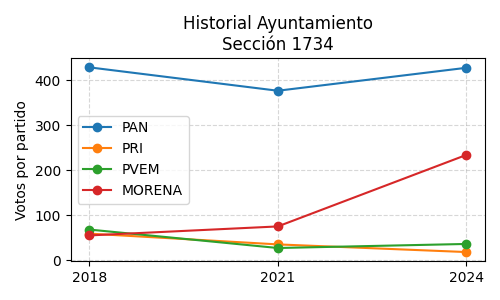 Historial Ayuntamiento
Sección 1734
Votos por partido
400
300
200
100
0
PAN
PRI
PVEM
MORENA
2018
2021
2024